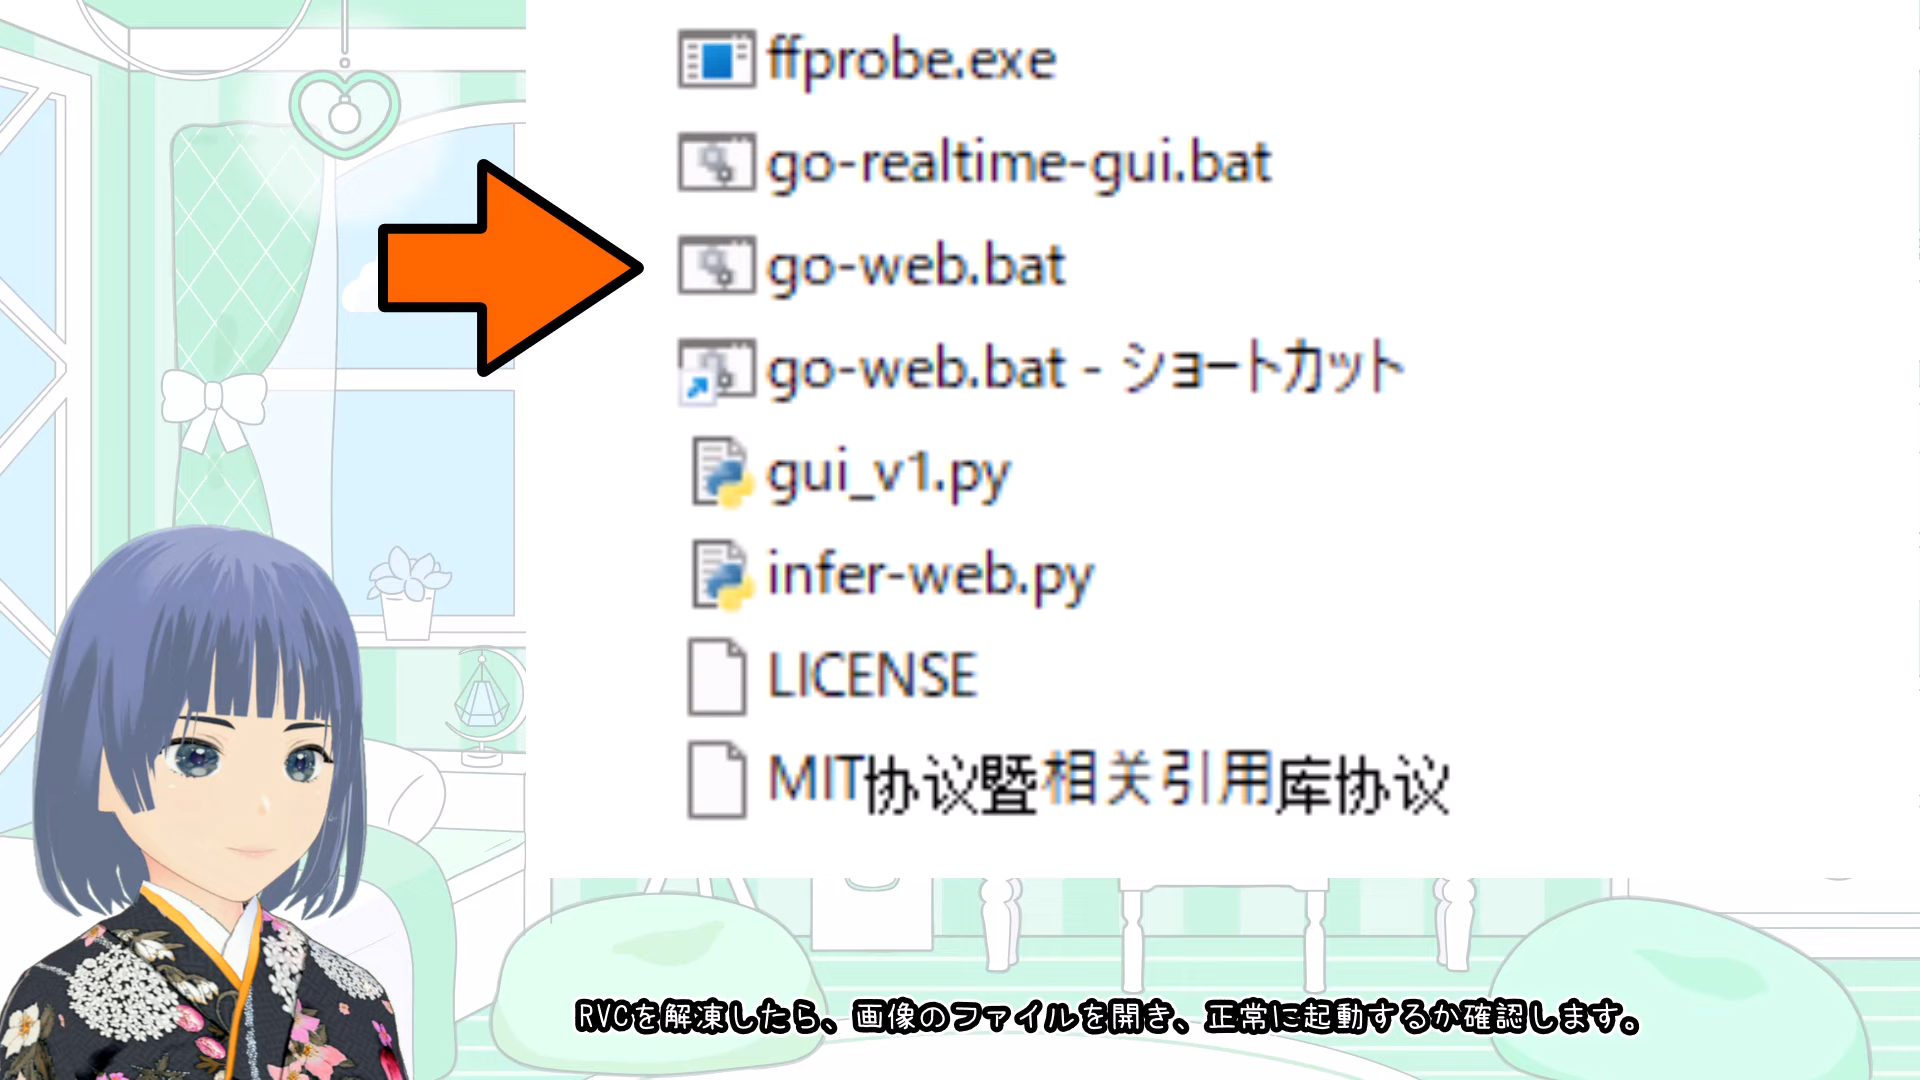 ffprobe.exe
go-realtime-gui.bat
go-web.bat
go-web.bat - ショートカット
gui_v1.py
infer-web.py
LICENSE
MIT协议暨相关引用库协议
RVCを解凍したら、画像のファイルを開き、正常に起動するか確認します。